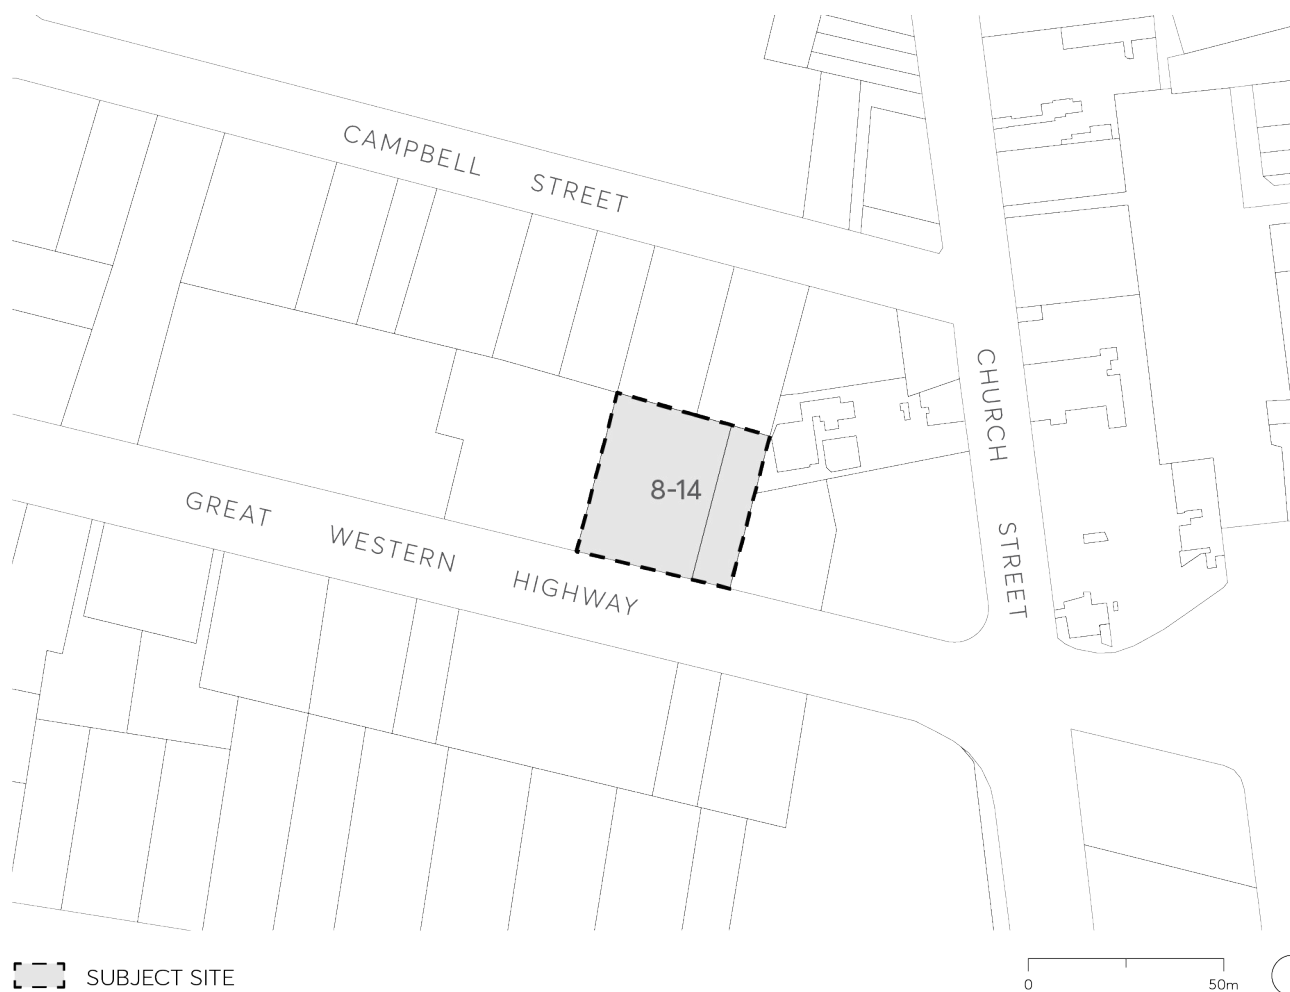 CAMPBELL STREET
CHURCH STREET
8-14
GREAT WESTERN HIGHWAY
SUBJECT SITE
0 50m